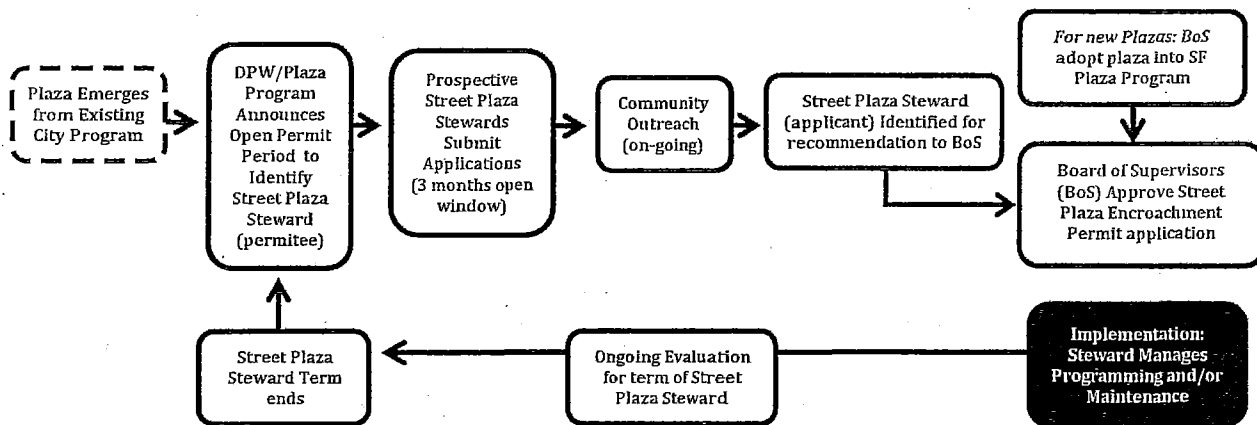 Plaza Emerges
from Existing
City Program
DPW/Plaza
Program
Announces
Open Permit
Period to
Identify
Street Plaza
Steward
(permitee)
Prospective
Street Plaza
Stewards
Submit
Applications
(3 months open
window)
Community
Outreach
(on-going)
Street Plaza Steward
(applicant) Identified for
recommendation to BoS
For new Plazas: BoS
adopt plaza into SF
Plaza Program
Board of Supervisors
(BoS) Approve Street
Plaza Encroachment
Permit application
Implementation:
Steward Manages
Programming and/or
Maintenance
Ongoing Evaluation
for term of Street
Plaza Steward
Street Plaza
Steward Term
ends